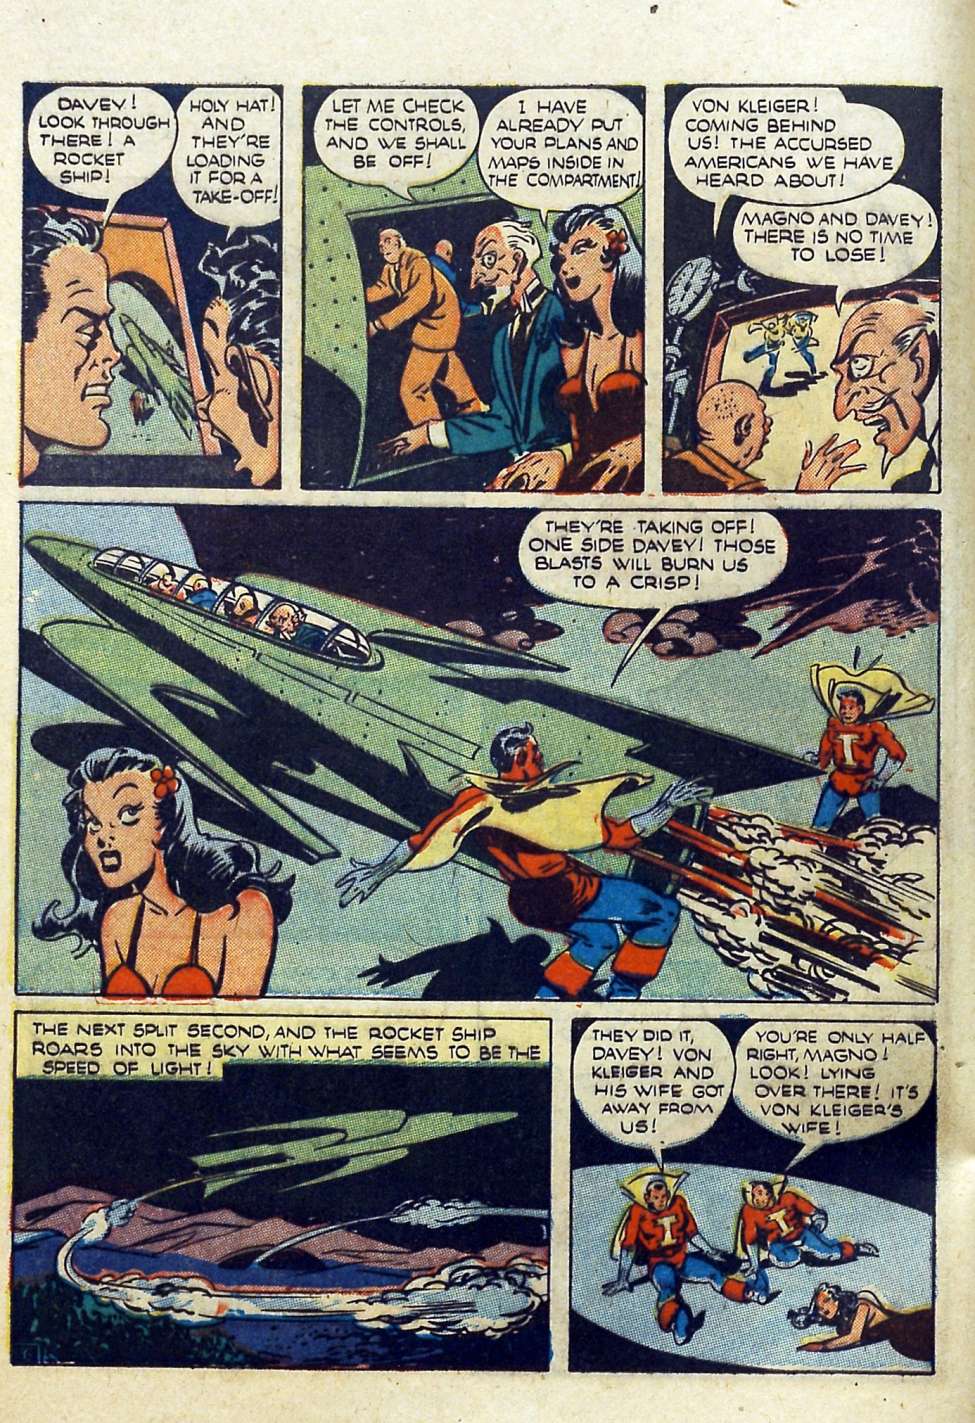 DAVEY!
LOOK THROUGH
THERE! A
ROCKET
SHIP!
HOLY HAT!
AND
THEY'RE
LOADING
IT FOR A
TAKE-OFF!
LET ME CHECK
THE CONTROLS,
AND WE SHALL
BE OFF!
I HAVE
ALREADY PUT
YOUR PLANS AND
MAPS INSIDE IN
THE COMPARTMENT!
VON KLEIGER!
COMING BEHIND
US! THE ACCURSED
AMERICANS WE HAVE
HEARD ABOUT!
MAGNO AND DAVEY!
THERE IS NO TIME
TO LOSE!
THEY'RE TAKING OFF!
ONE SIDE DAVEY! THOSE
BLASTS WILL BURN US
TO A CRISP!
I
THE NEXT SPLIT SECOND, AND THE ROCKET SHIP
ROARS INTO THE SKY WITH WHAT SEEMS TO BE THE
SPEED OF LIGHT!
THEY DID IT,
DAVEY! VON
KLEIGER AND
HIS WIFE GOT
AWAY FROM
US!
YOU'RE ONLY HALF
RIGHT, MAGNO!
LOOK! LYING
OVER THERE! IT'S
VON KLEIGER'S
WIFE!
I
I